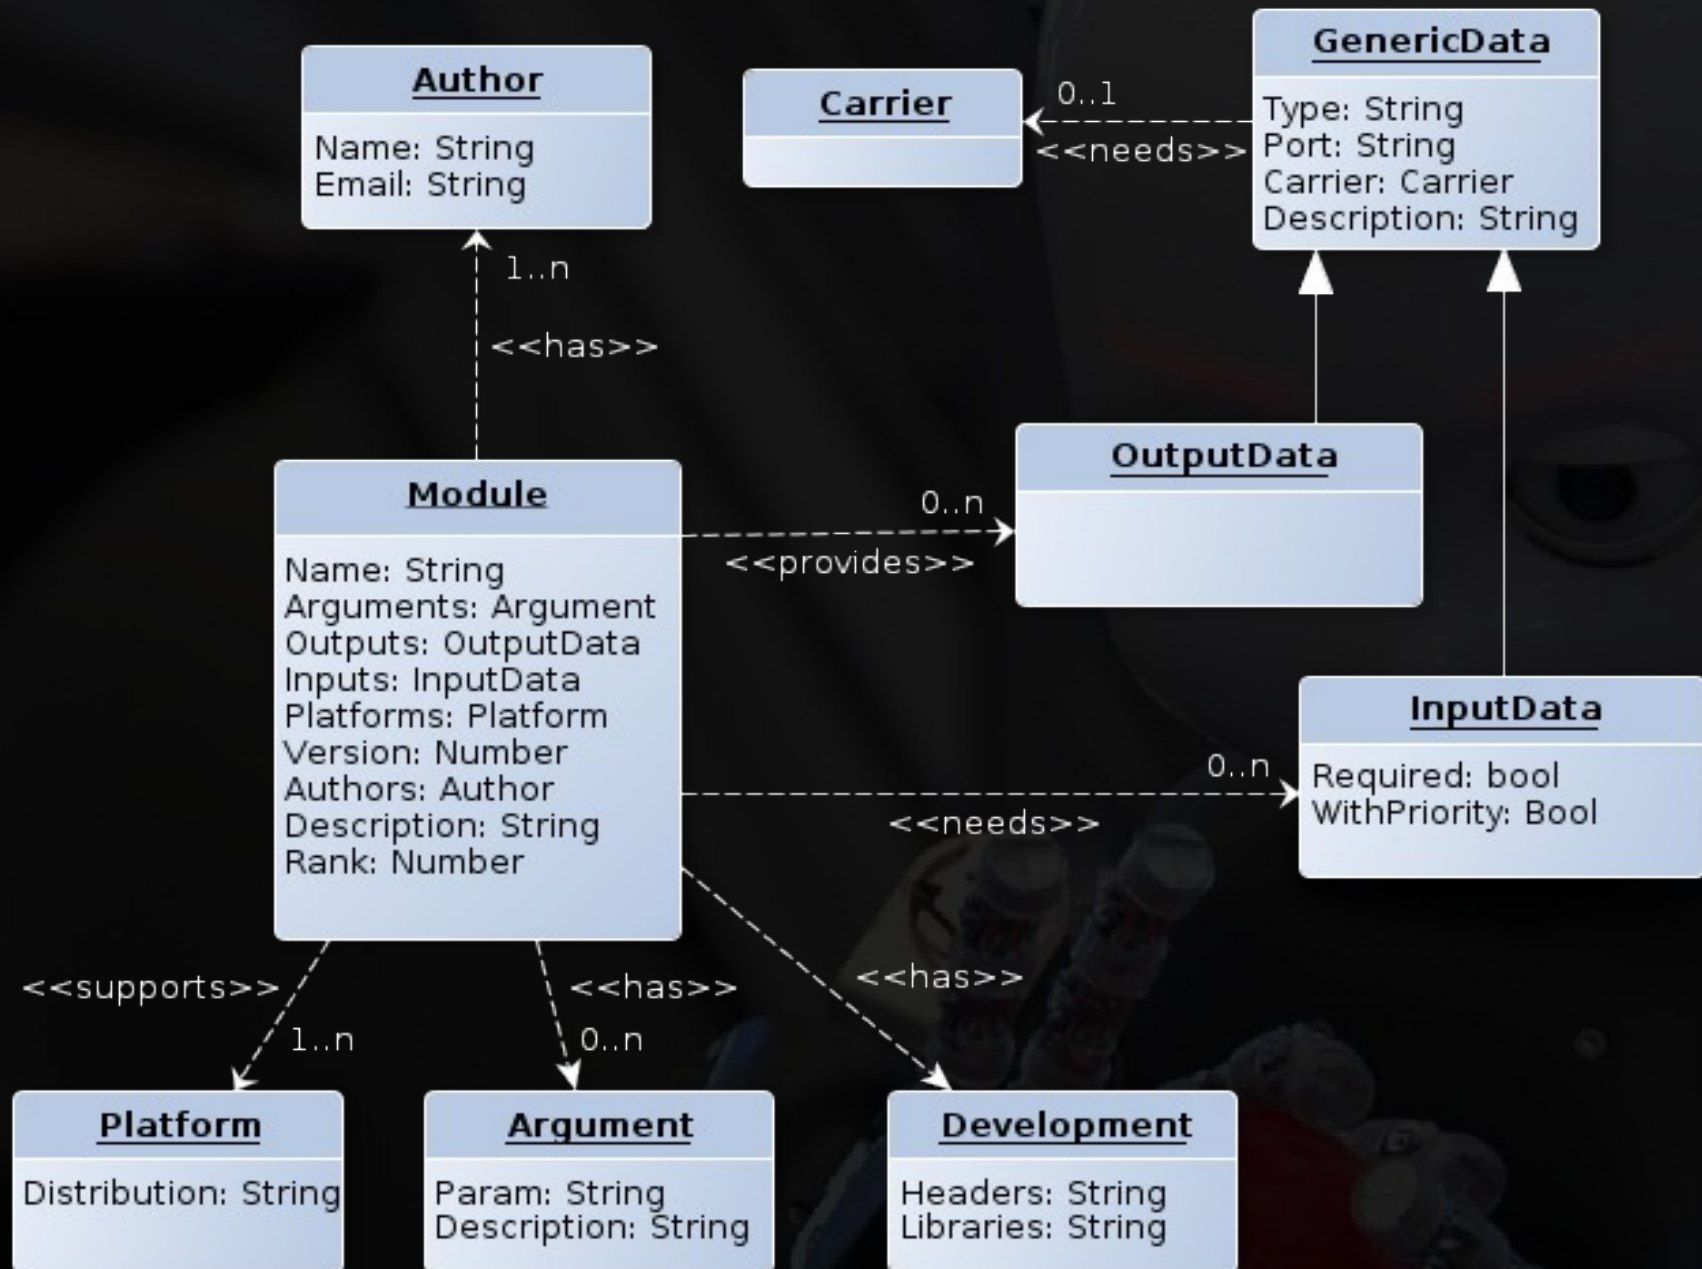 Author
Name: String
Email: String
Carrier
0..1
<<needs>>
GenericData
Type: String
Port: String
Carrier: Carrier
Description: String
1..n
<<has>>
Module
Name: String
Arguments: Argument
Outputs: OutputData
Inputs: InputData
Platforms: Platform
Version: Number
Authors: Author
Description: String
Rank: Number
0..n
<<provides>>
OutputData
0..n
<<needs>>
InputData
Required: bool
WithPriority: Bool
<<supports>>
1..n
<<has>>
0..n
<<has>>
Platform
Distribution: String
Argument
Param: String
Description: String
Development
Headers: String
Libraries: String